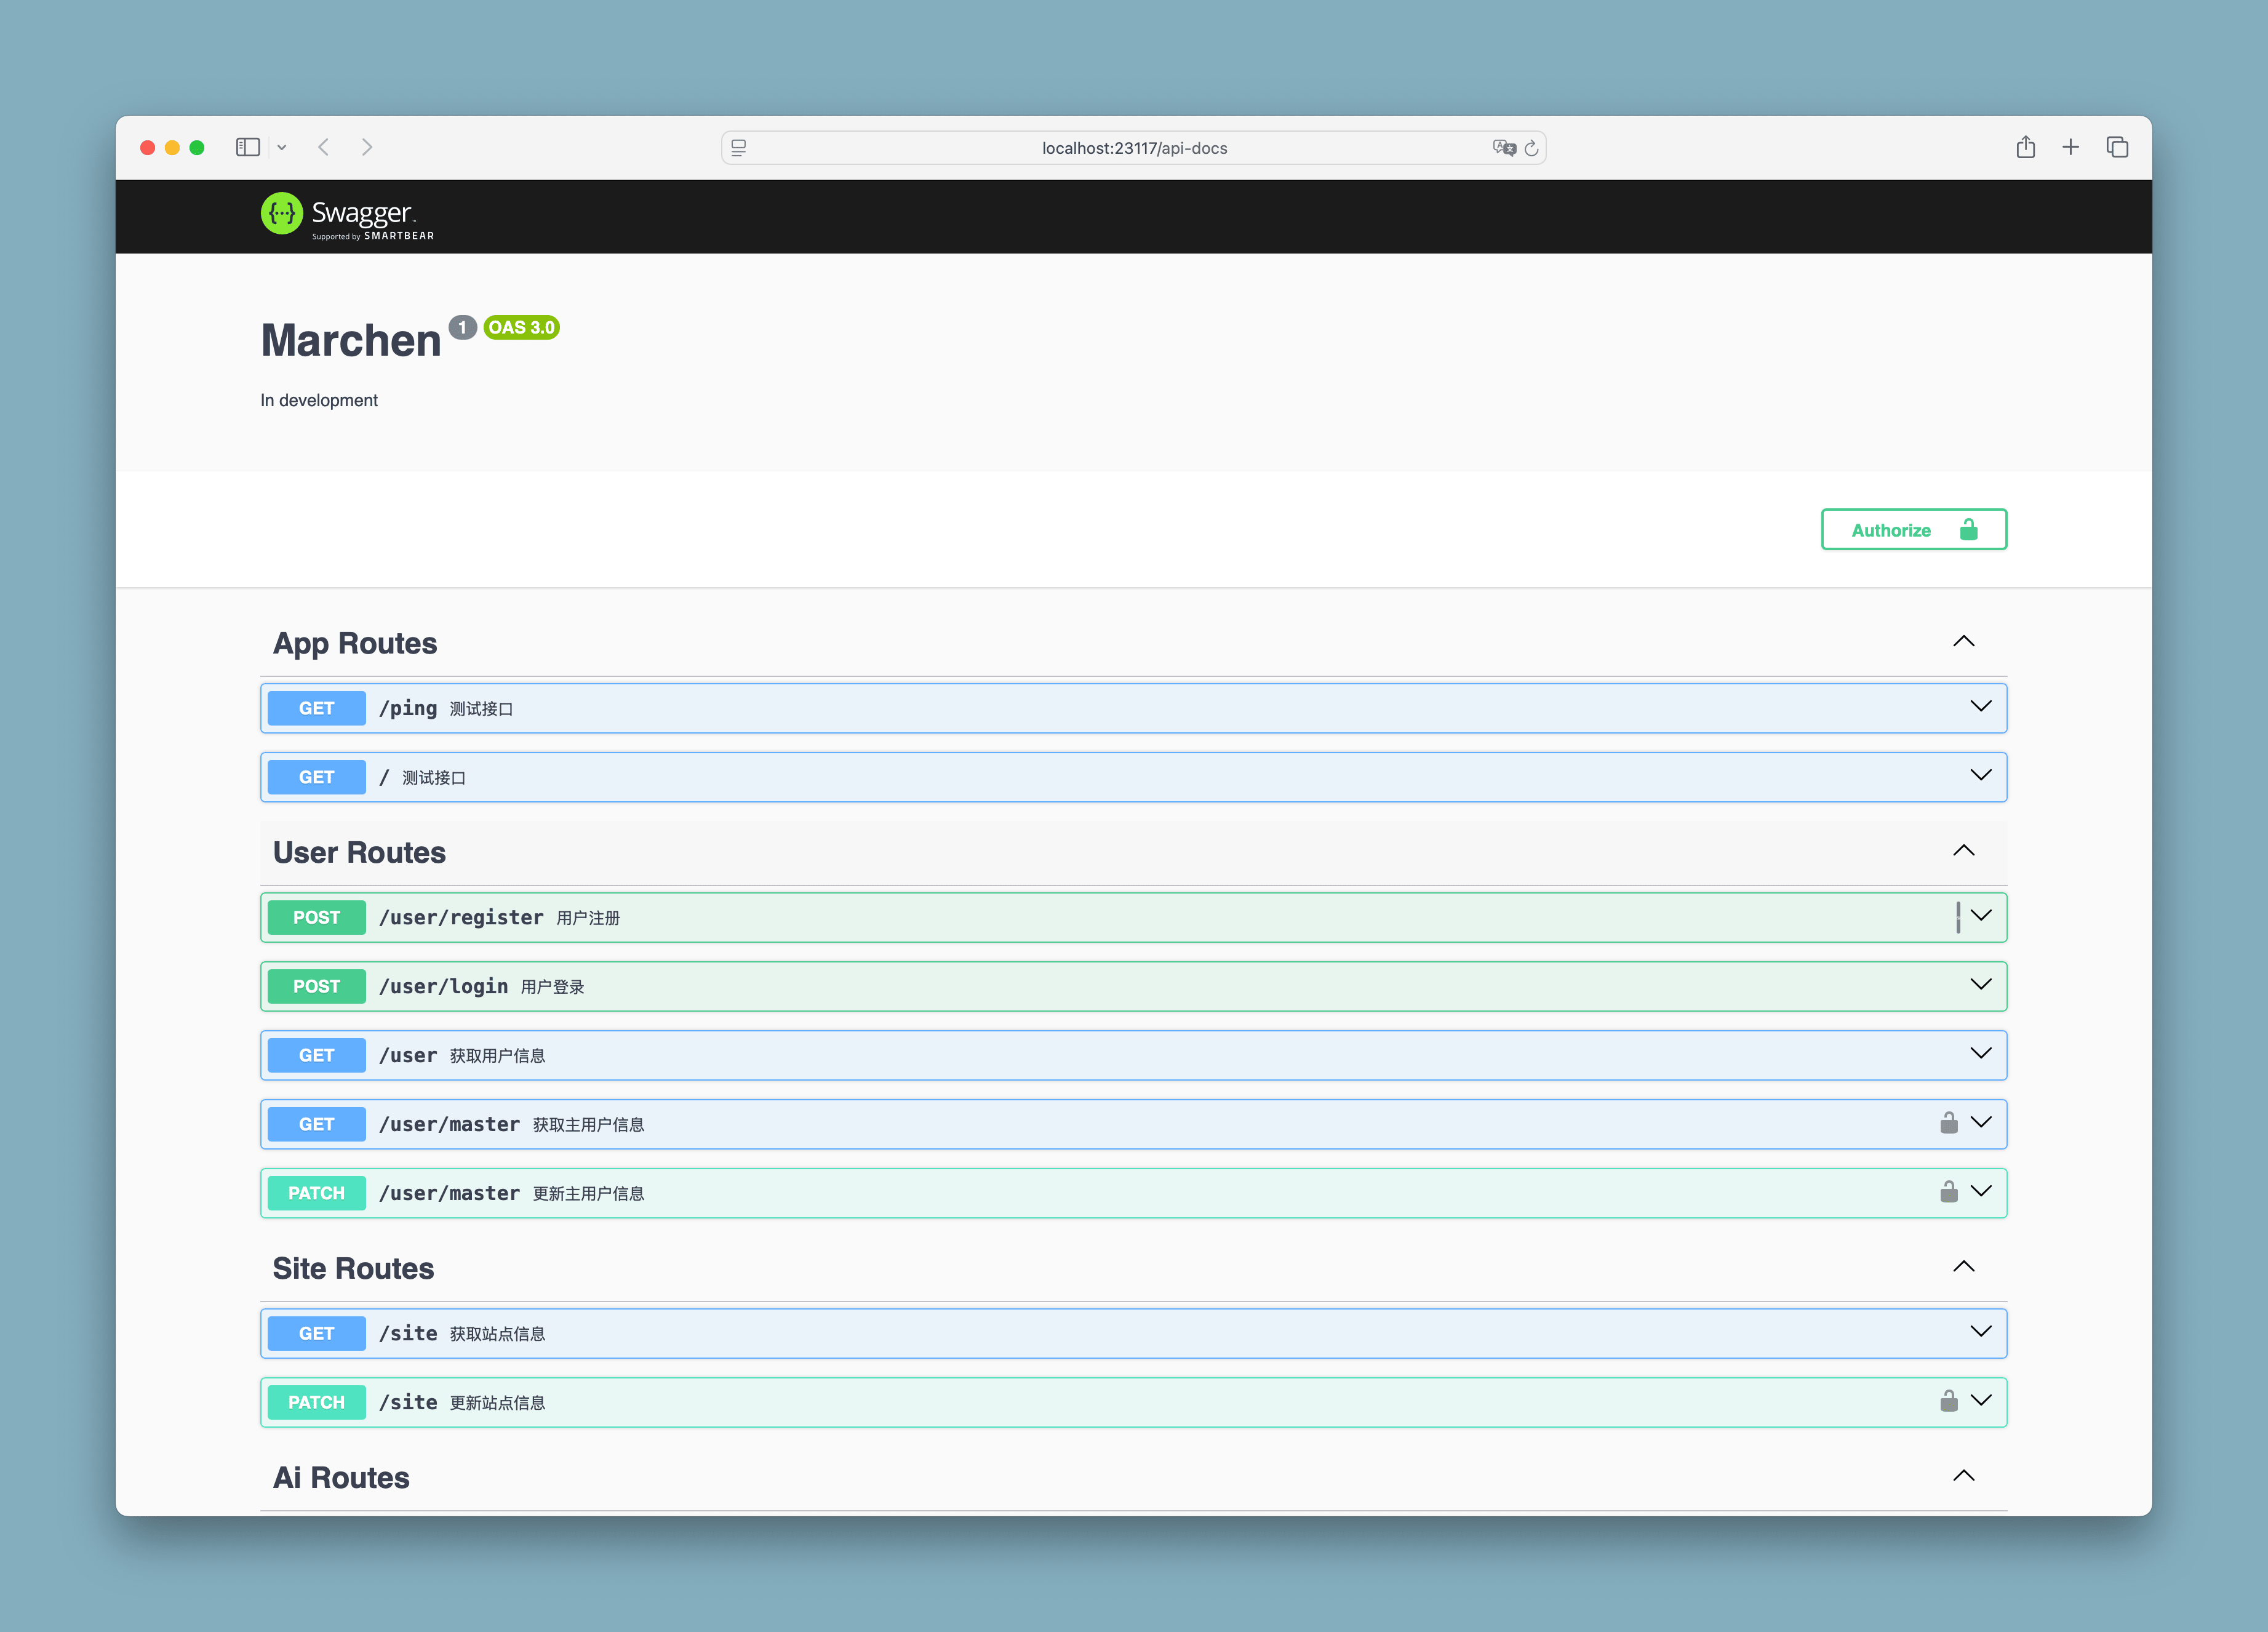 localhost:23117/api-docs
Swagger
Supported by SMARTBEAR
Marchen 1 OAS 3.0
In development
Authorize
App Routes
GET /ping 测试接口
GET / 测试接口
User Routes
POST /user/register 用户注册
POST /user/login 用户登录
GET /user 获取用户信息
GET /user/master 获取主用户信息
PATCH /user/master 更新主用户信息
Site Routes
GET /site 获取站点信息
PATCH /site 更新站点信息
Ai Routes